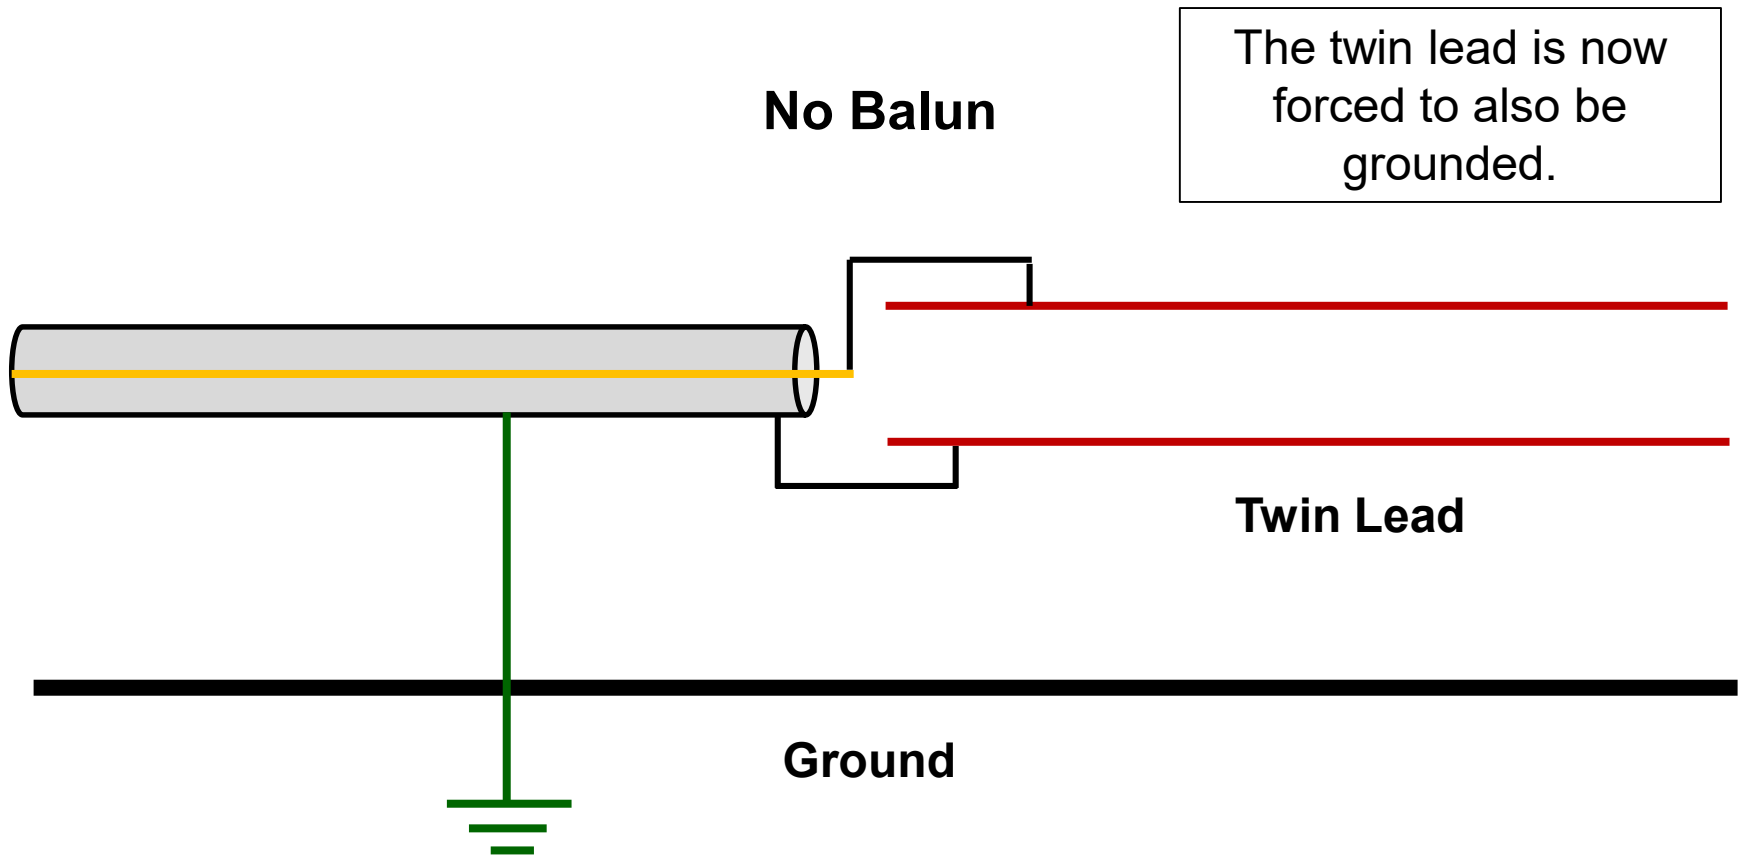 No Balun
The twin lead is now
forced to also be
grounded.
Twin Lead
Ground